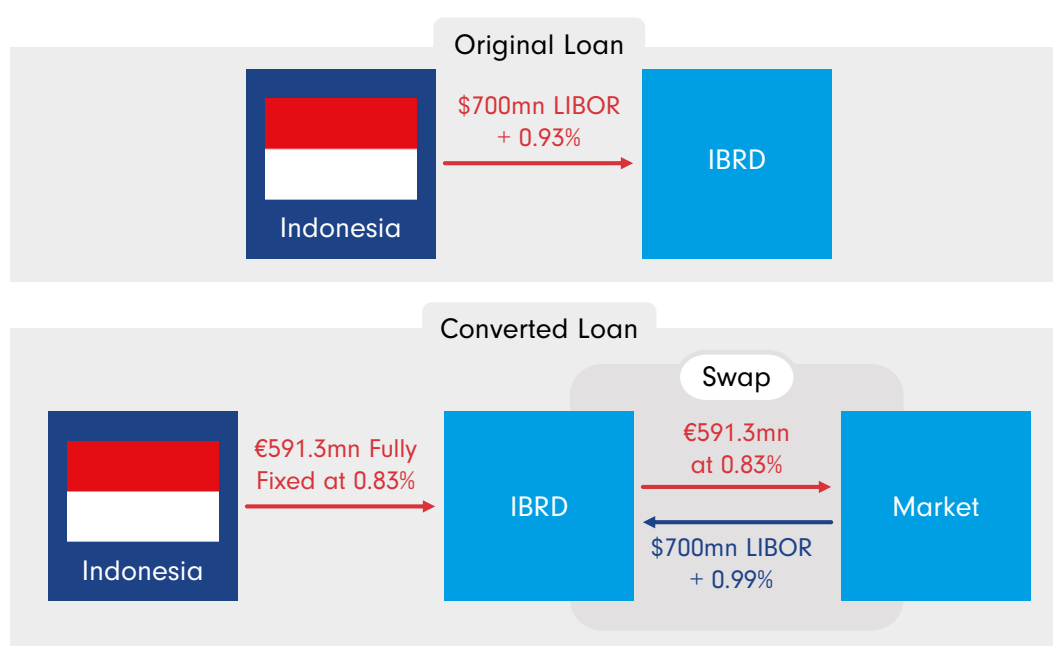 Original Loan
$700mn LIBOR
+ 0.93%
IBRD
Indonesia
Converted Loan
Swap
€591.3mn Fully
Fixed at 0.83%
IBRD
€591.3mn
at 0.83%
Market
$700mn LIBOR
+ 0.99%
Indonesia